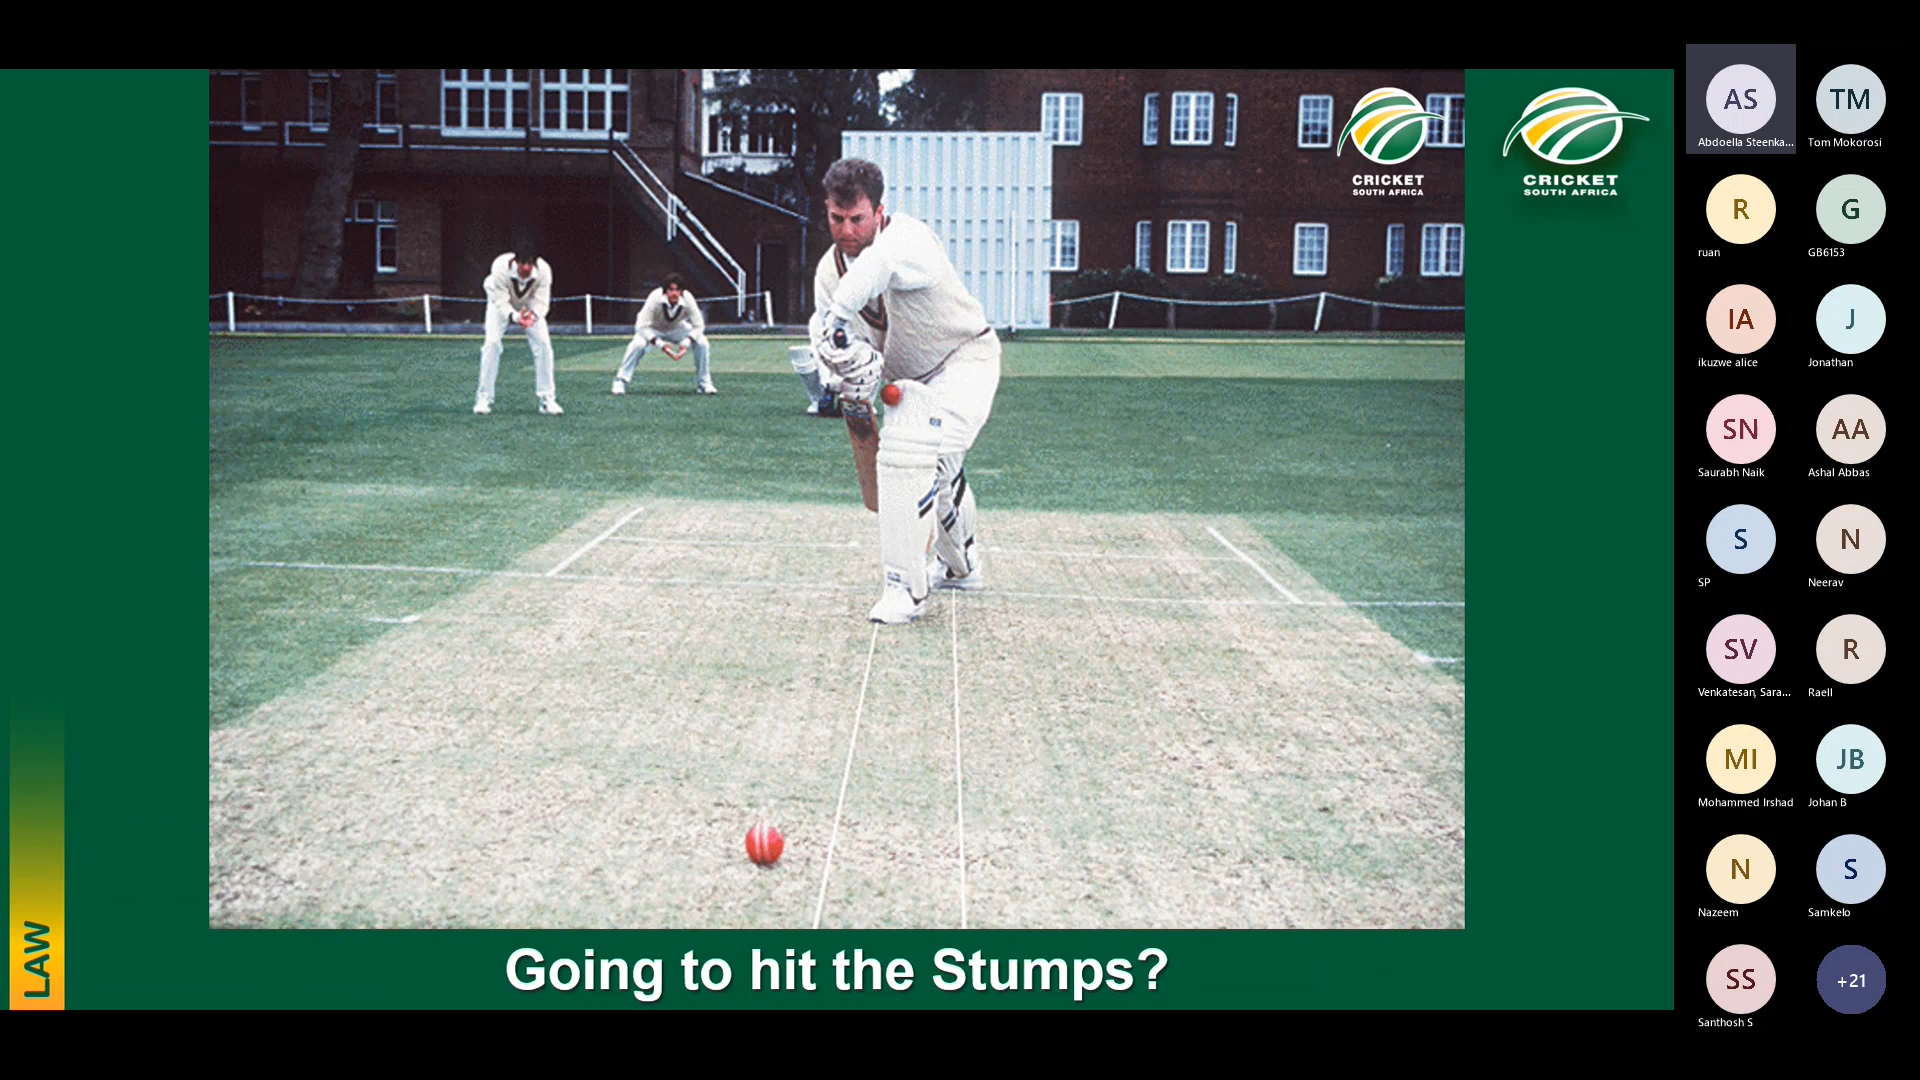 CRICKET
SOUTH AFRICA
CRICKET
SOUTH AFRICA
LAW
Going to hit the Stumps?
AS
Abdoella Steenka...
TM
Tom Mokorosi
R
ruan
G
GB6153
IA
ikuzwe alice
J
Jonathan
SN
Saurabh Naik
AA
Ashal Abbas
S
SP
N
Neerav
SV
Venkatesan, Sara...
R
Raell
MI
Mohammed Irshad
JB
Johan B
N
Nazeem
S
Samkelo
SS
Santhosh S
+21